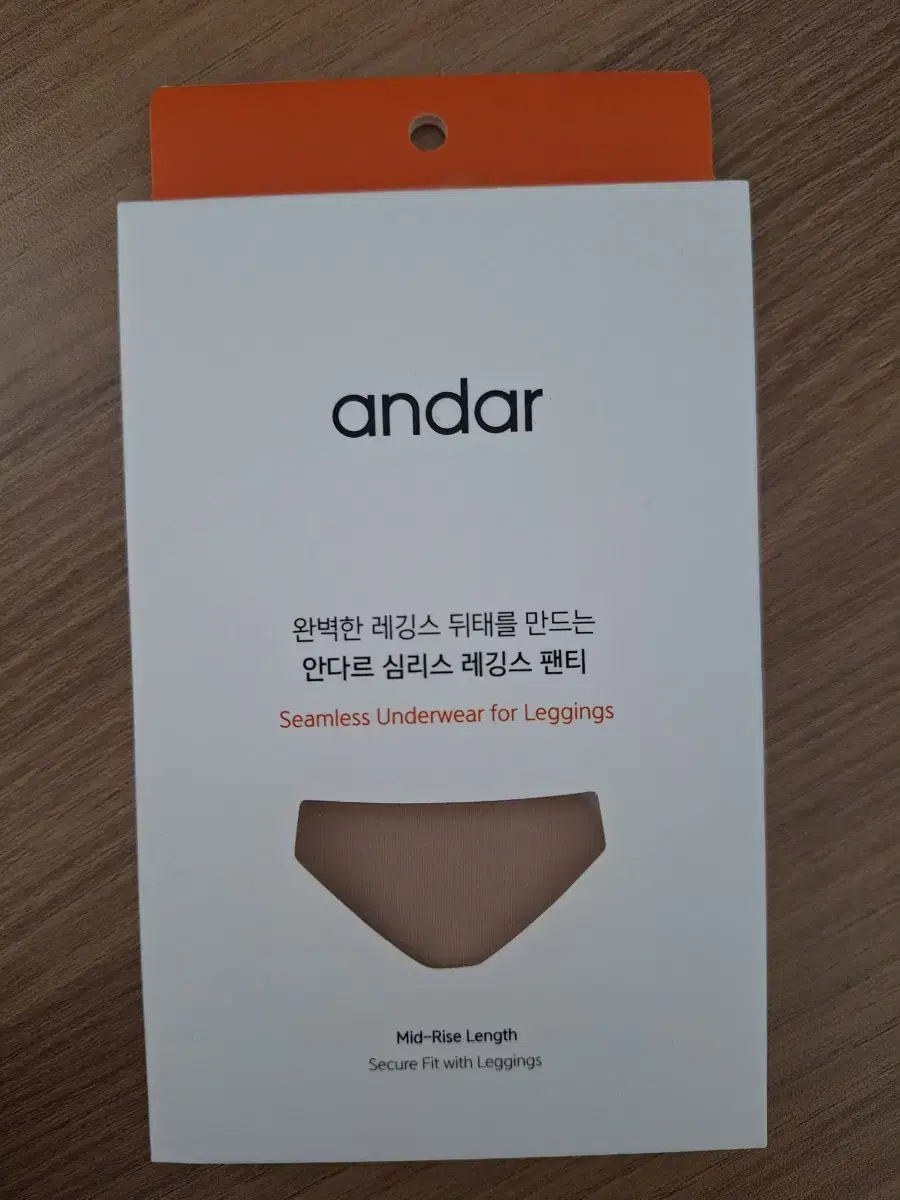 andar
완벽한 레깅스 뒤태를 만드는
안다르 심리스 레깅스 팬티
Seamless Underwear for Leggings
Mid-Rise Length
Secure Fit with Leggings